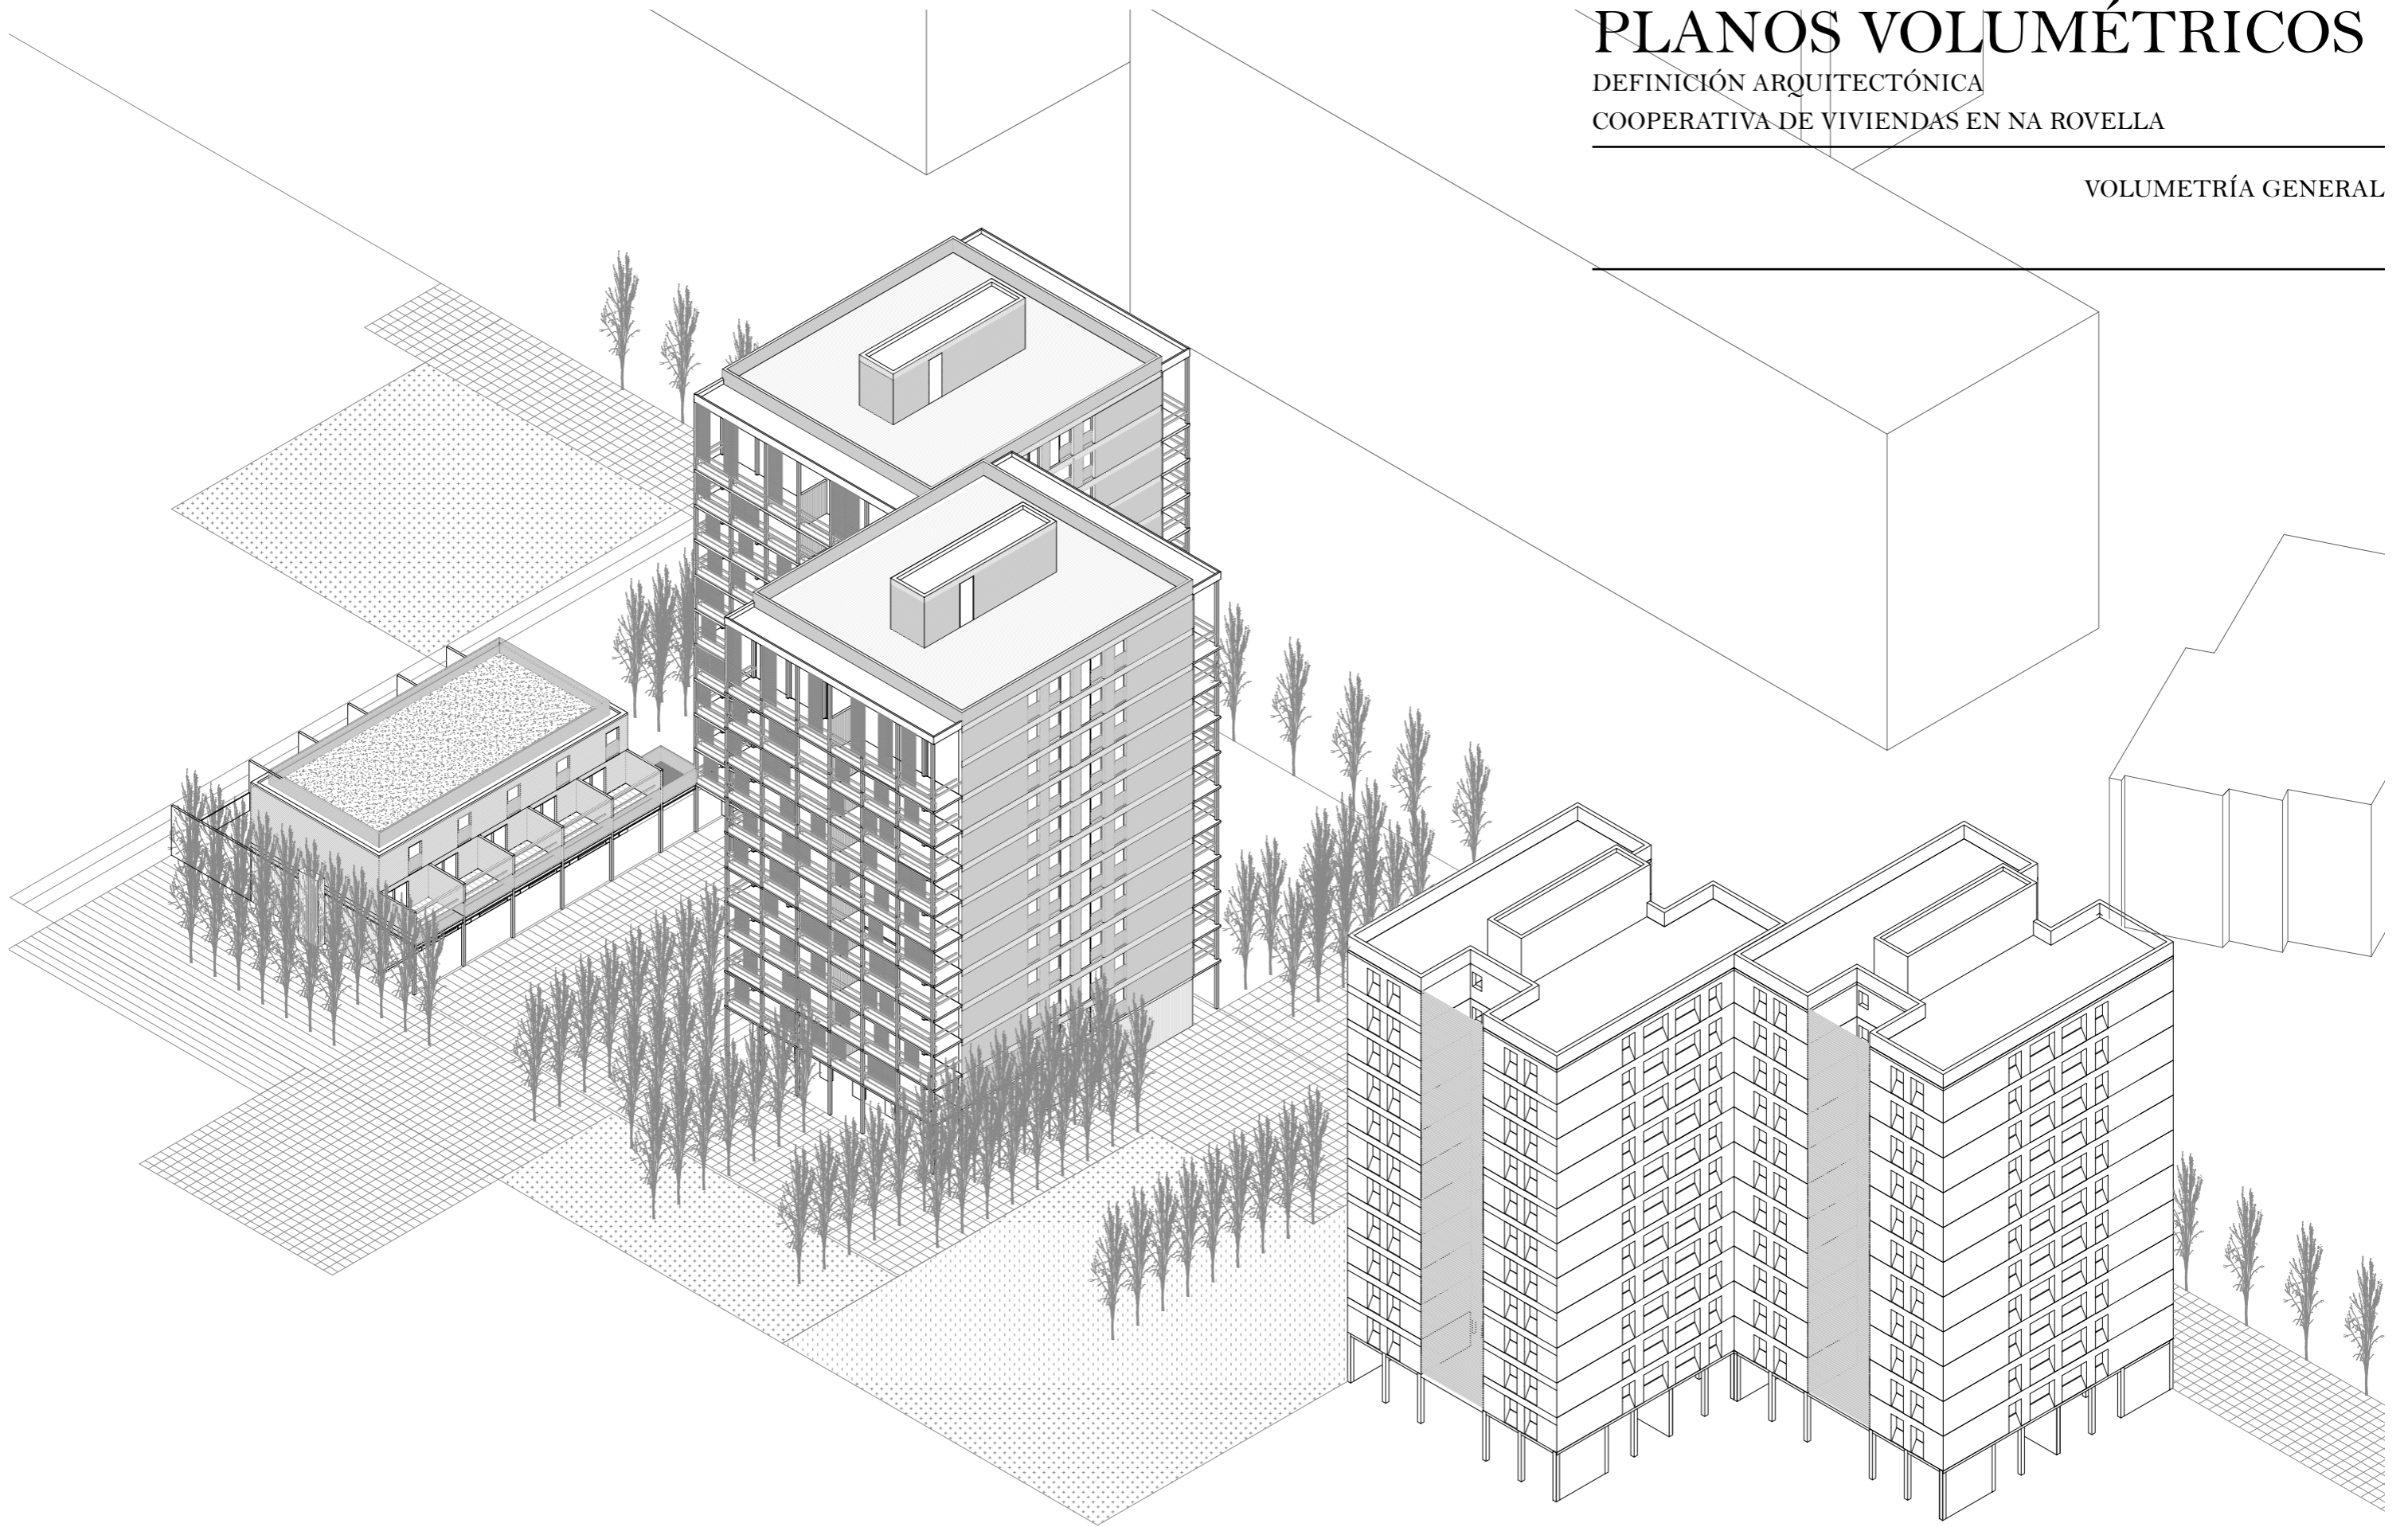 PLANOS VOLUMÉTRICOS
DEFINICIÓN ARQUITECTÓNICA
COOPERATIVA DE VIVIENDAS EN NA ROVELLA
VOLUMETRÍA GENERAL